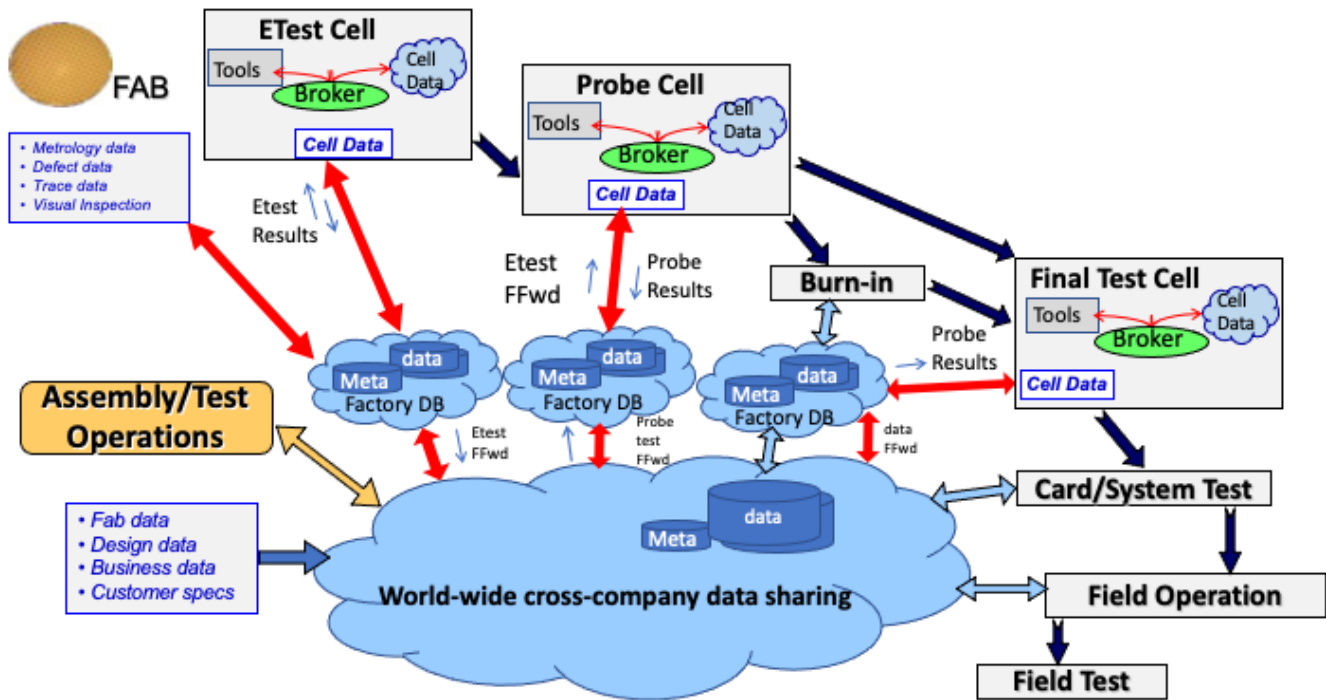 FAB
• Metrology data
• Defect data
• Trace data
• Visual Inspection
ETest Cell
Tools
Cell
Data
Broker
Cell Data
Probe Cell
Tools
Cell
Data
Broker
Cell Data
Etest
Results
Etest
FFwd
Probe
Results
Burn-in
Final Test Cell
Tools
Cell
Data
Broker
Cell Data
Probe
Results
data
Meta
Factory DB
data
Meta
Factory DB
data
Meta
Factory DB
Assembly/Test
Operations
Etest
FFwd
Probe
test
FFwd
data
FFwd
• Fab data
• Design data
• Business data
• Customer specs
data
Meta
World-wide cross-company data sharing
Card/System Test
Field Operation
Field Test